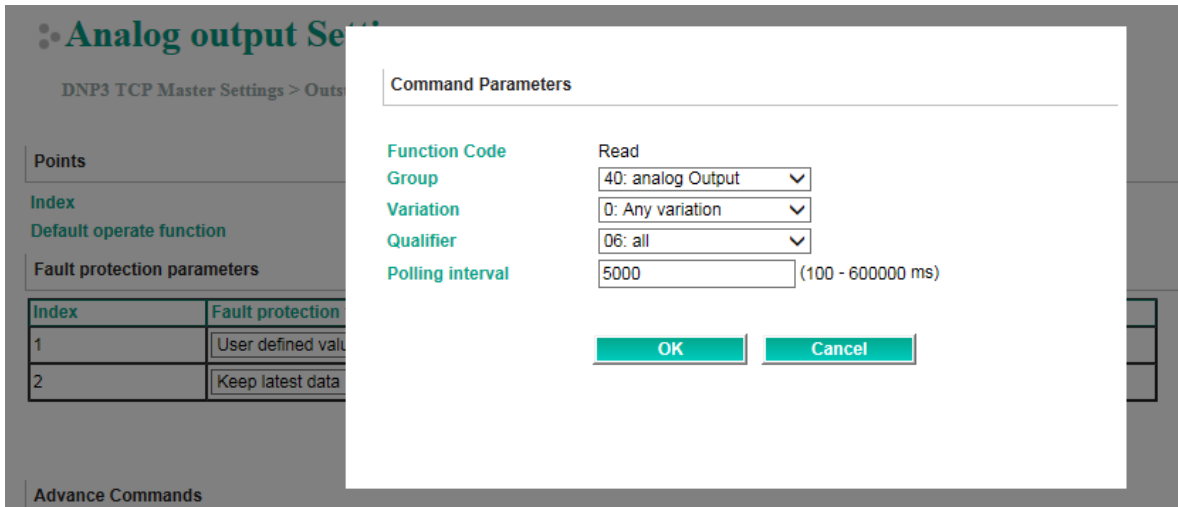 Analog output Se
DNP3 TCP Master Settings > Outs
Points
Index
Default operate function
Fault protection parameters
Index Fault protection
1 User defined valu
2 Keep latest data
Advance Commands
Command Parameters
Function Code Read
Group 40: analog Output
Variation 0: Any variation
Qualifier 06: all
Polling interval 5000 (100 - 600000 ms)
OK Cancel